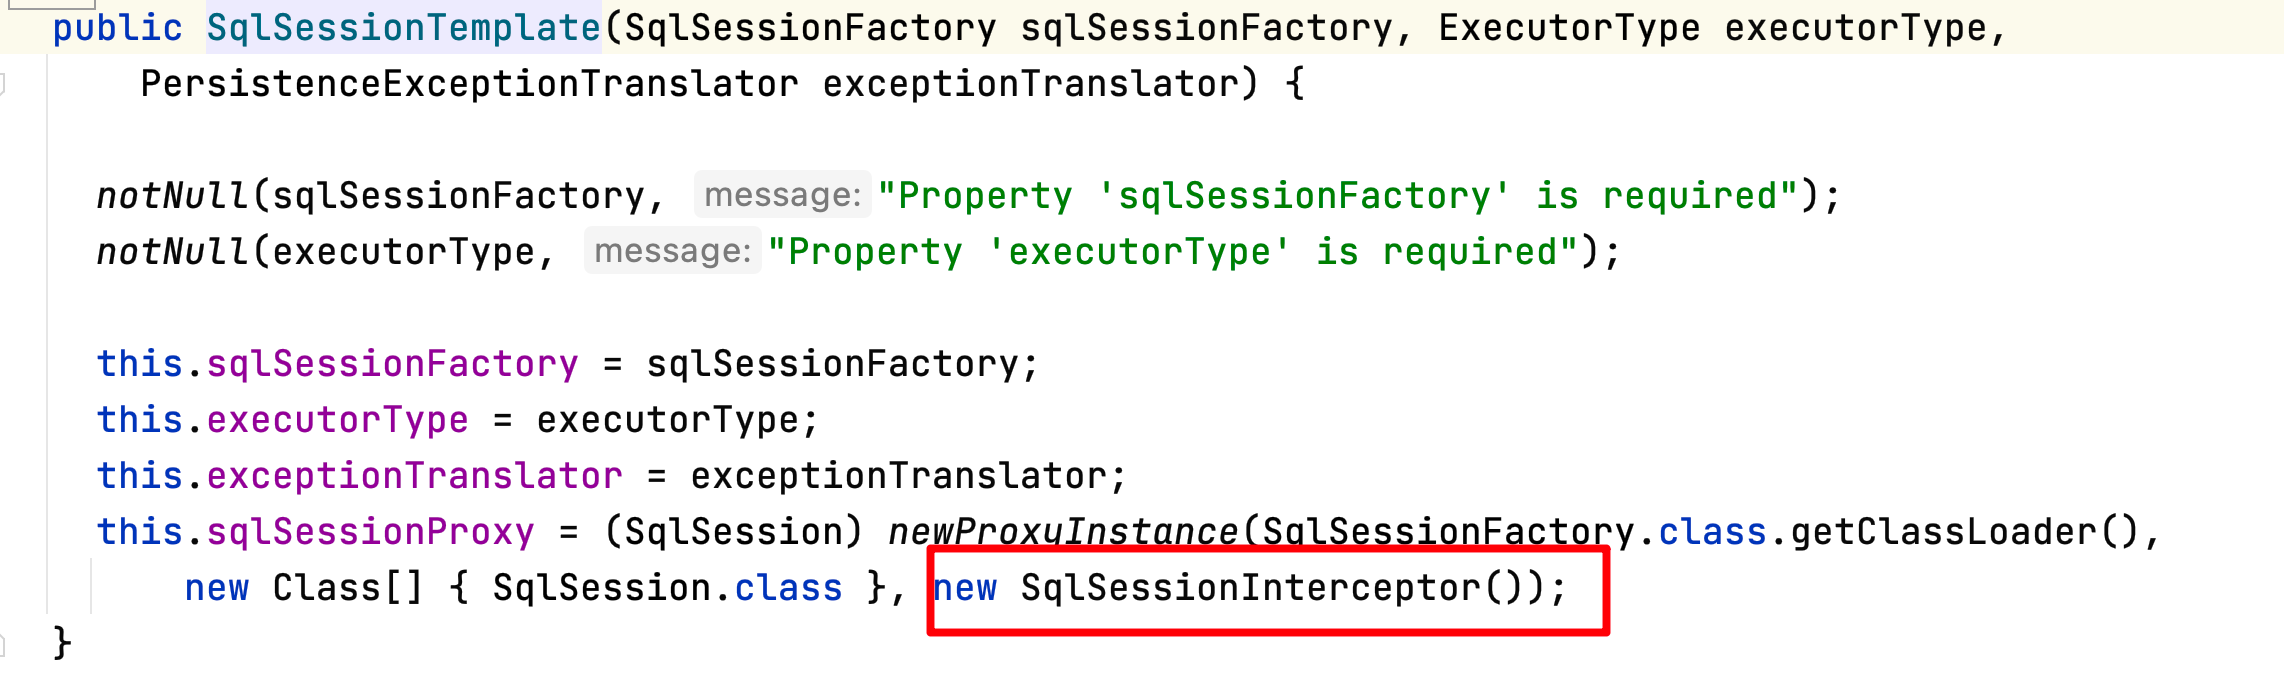 public SqlSessionTemplate(SqlSessionFactory sqlSessionFactory, ExecutorType executorType,
PersistenceExceptionTranslator exceptionTranslator) {
notNull(sqlSessionFactory, message: "Property 'sqlSessionFactory' is required");
notNull(executorType, message: "Property 'executorType' is required");
this.sqlSessionFactory = sqlSessionFactory;
this.executorType = executorType;
this.exceptionTranslator = exceptionTranslator;
this.sqlSessionProxy = (SqlSession) newProxyInstance(SqlSessionFactory.class.getClassLoader(),
new Class[] { SqlSession.class }, new SqlSessionInterceptor());
}